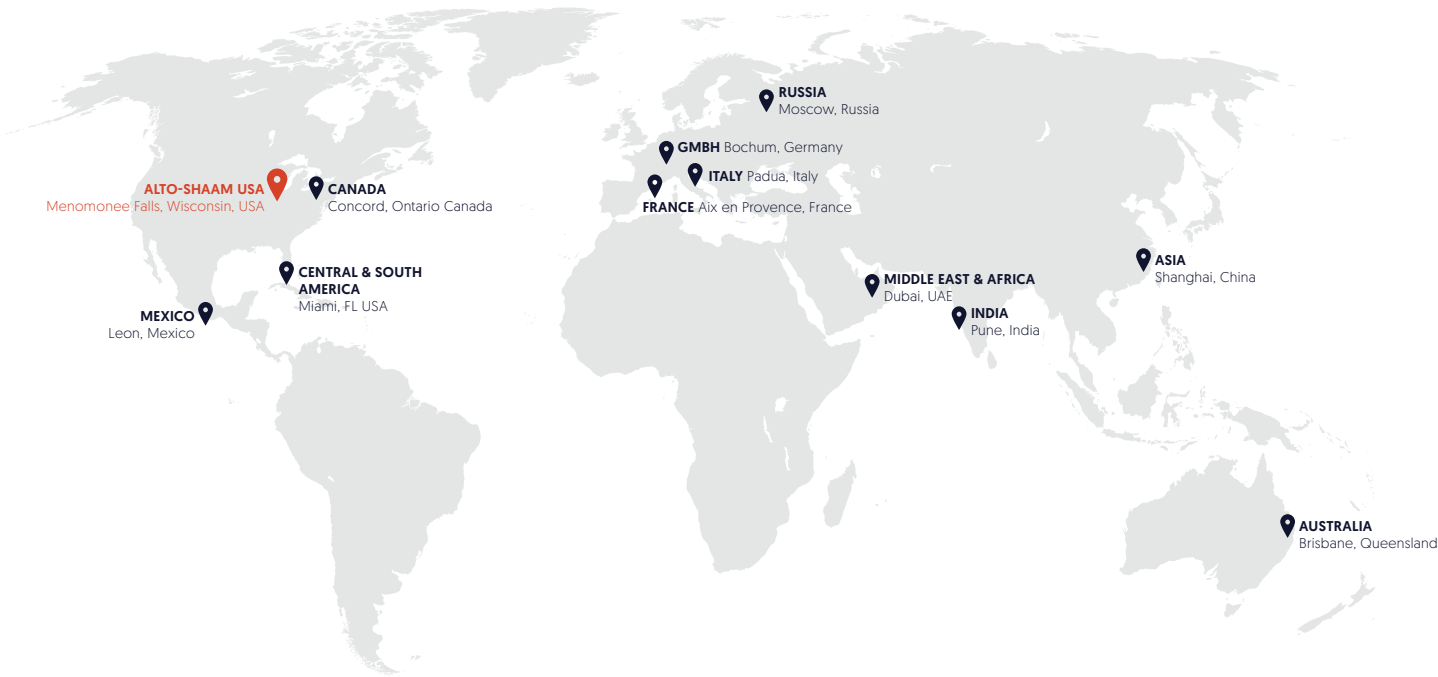 RUSSIA
Moscow, Russia
GMBH Bochum, Germany
ITALY Padua, Italy
ALTO-SHAAM USA
Menomonee Falls, Wisconsin, USA
CANADA
Concord, Ontario Canada
FRANCE Aix en Provence, France
ASIA
Shanghai, China
CENTRAL & SOUTH
AMERICA
Miami, FL USA
MIDDLE EAST & AFRICA
Dubai, UAE
MEXICO
Leon, Mexico
INDIA
Pune, India
AUSTRALIA
Brisbane, Queensland